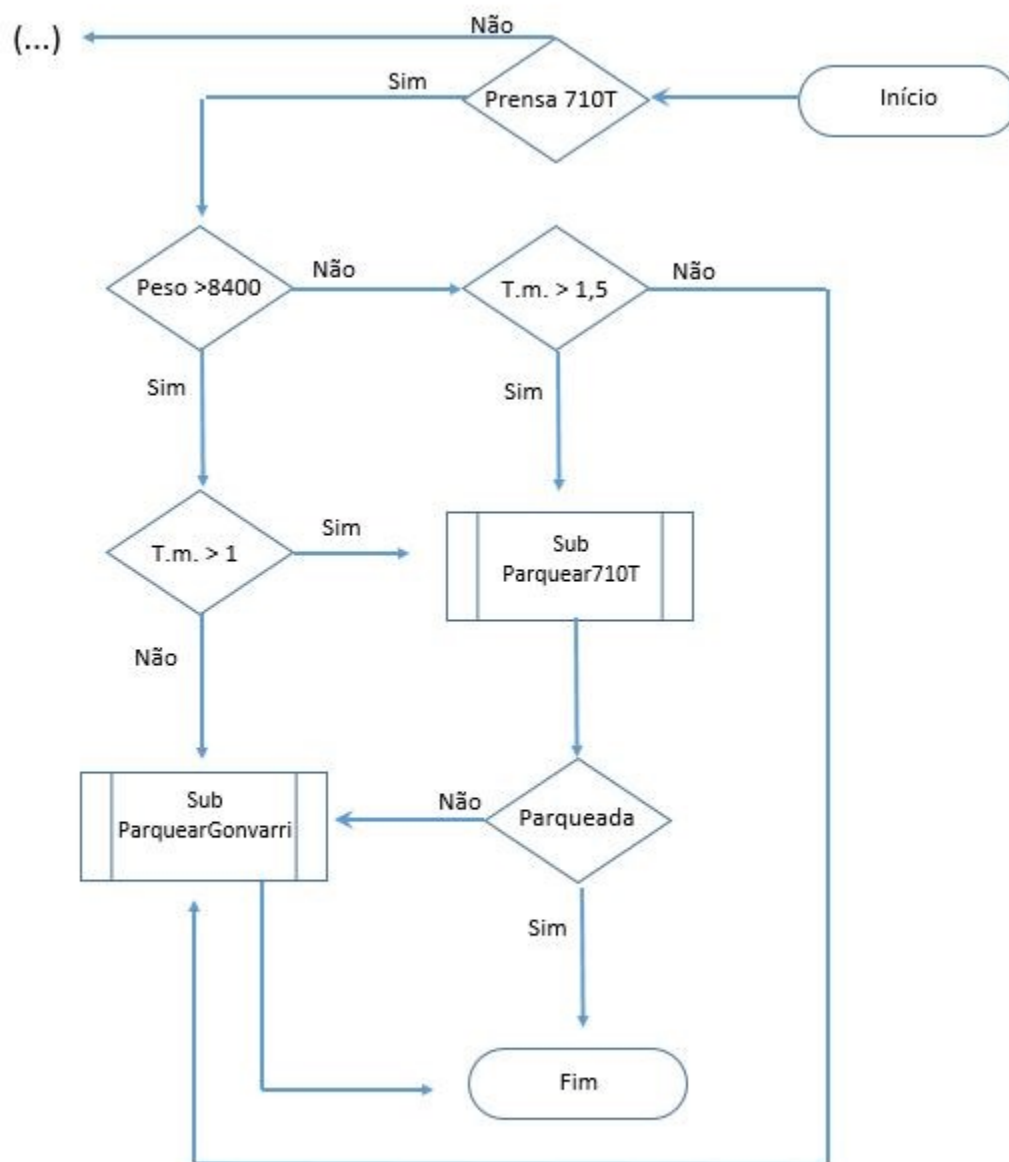 (...)
Não
Sim
Prensa 710T
Início
Peso >8400
Não
T.m. > 1,5
Não
Sim
Sim
T.m. > 1
Sim
Sub
Parquear710T
Não
Sub
ParquearGonvarri
Não
Parqueada
Sim
Fim